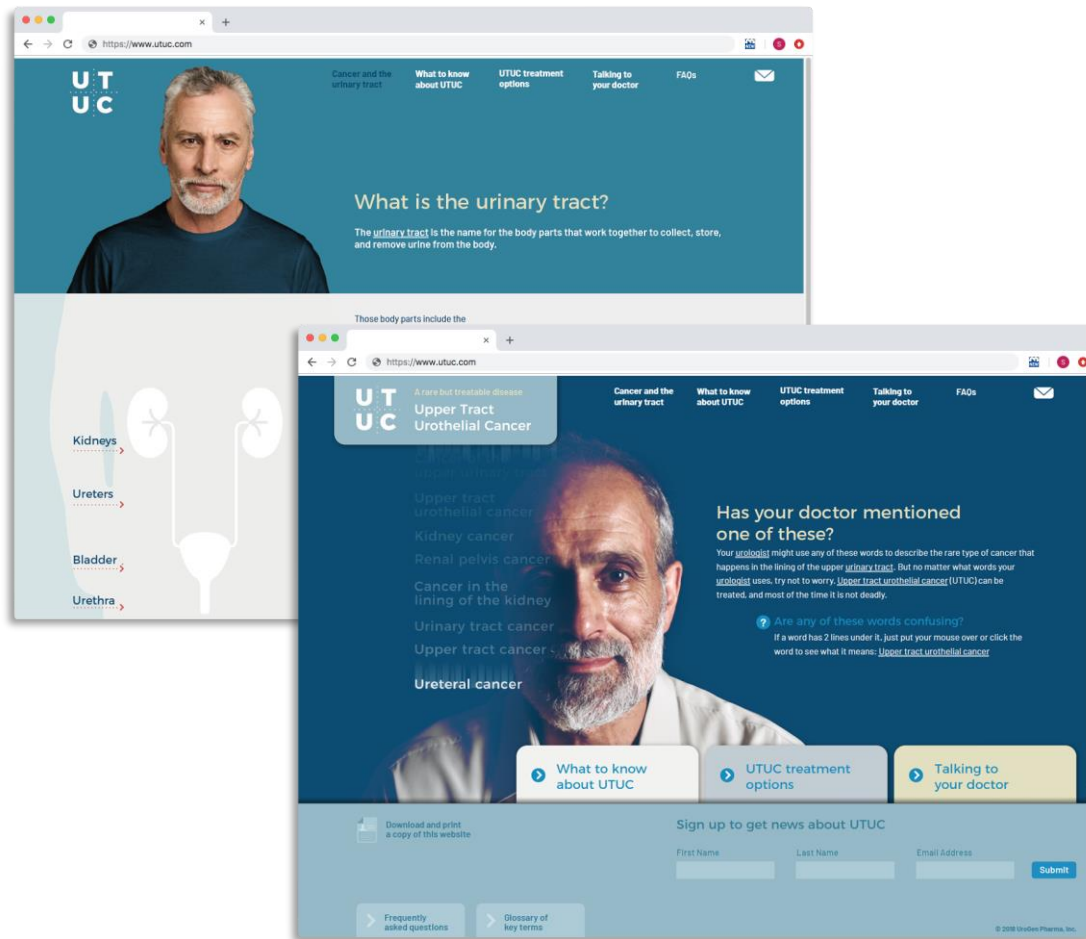 https://www.utuc.com
U T
U C
Cancer and the
urinary tract
What to know
about UTUC
UTUC treatment
options
Talking to
your doctor
FAQs
What is the urinary tract?
The urinary tract is the name for the body parts that work together to collect, store,
and remove urine from the body.
Those body parts include the
Kidneys
Ureters
Bladder
Urethra
https://www.utuc.com
U T
U C
A rare but treatable disease
Upper Tract
Urothelial Cancer
Cancer and the
urinary tract
What to know
about UTUC
UTUC treatment
options
Talking to
your doctor
FAQs
upper urinary tract
Upper tract
urothelial cancer
Kidney cancer
Renal pelvis cancer
Cancer in the
lining of the kidney
Urinary tract cancer
Upper tract cancer
Ureteral cancer
Has your doctor mentioned
one of these?
Your urologist might use any of these words to describe the rare type of cancer that
happens in the lining of the upper urinary tract. But no matter what words your
urologist uses, try not to worry. Upper tract urothelial cancer (UTUC) can be
treated, and most of the time it is not deadly.
? Are any of these words confusing?
If a word has 2 lines under it, just put your mouse over or click the
word to see what it means: Upper tract urothelial cancer
What to know
about UTUC
UTUC treatment
options
Talking to
your doctor
Download and print
a copy of this website
Sign up to get news about UTUC
First Name
Last Name
Email Address
Submit
Frequently
asked questions
Glossary of
key terms
© 2019 UroGen Pharma, Inc.